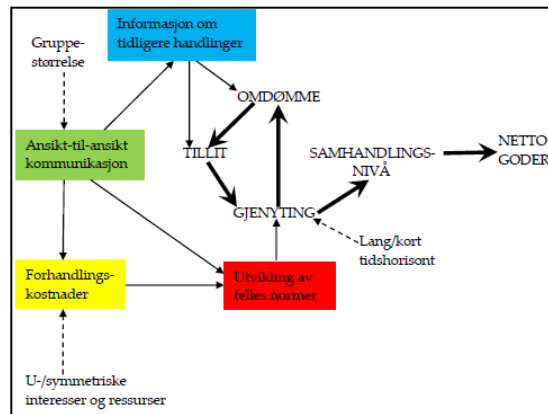 Informasjon om
tidligere handlinger
Gruppe-
størrelse
OMDØMME
Ansikt-til-ansikt
kommunikasjon
TILLIT
SAMHANDLINGS-
NIVÅ
NETTO
GODER
GJENYTING
Lang/kort
tidshorisont
Forhandlings-
kostnader
Utvikling av
felles normer
U-/symmetriske
interesser og ressurser